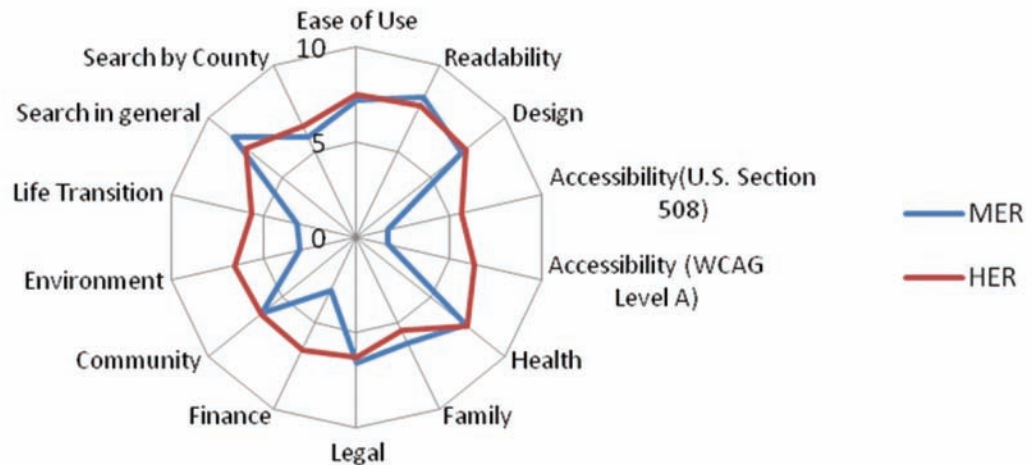 Ease of Use
10
Search by County
Readability
Search in general
Design
5
Life Transition
Accessibility(U.S. Section
508)
MER
0
HER
Environment
Accessibility (WCAG
Level A)
Community
Health
Finance
Family
Legal